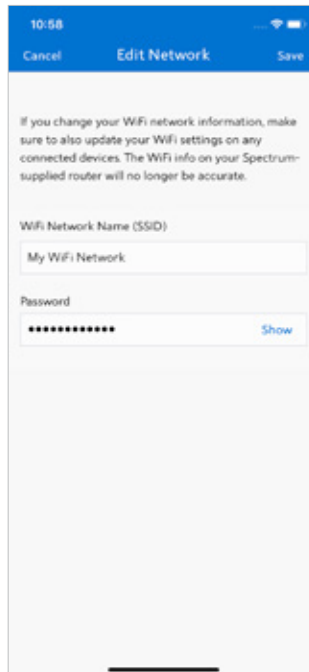 10:58
Cancel Edit Network Save
If you change your WiFi network information, make
sure to also update your WiFi settings on any
connected devices. The WiFi info on your Spectrum-
supplied router will no longer be accurate.
WiFi Network Name (SSID)
My WiFi Network
Password
•••••••••••• Show